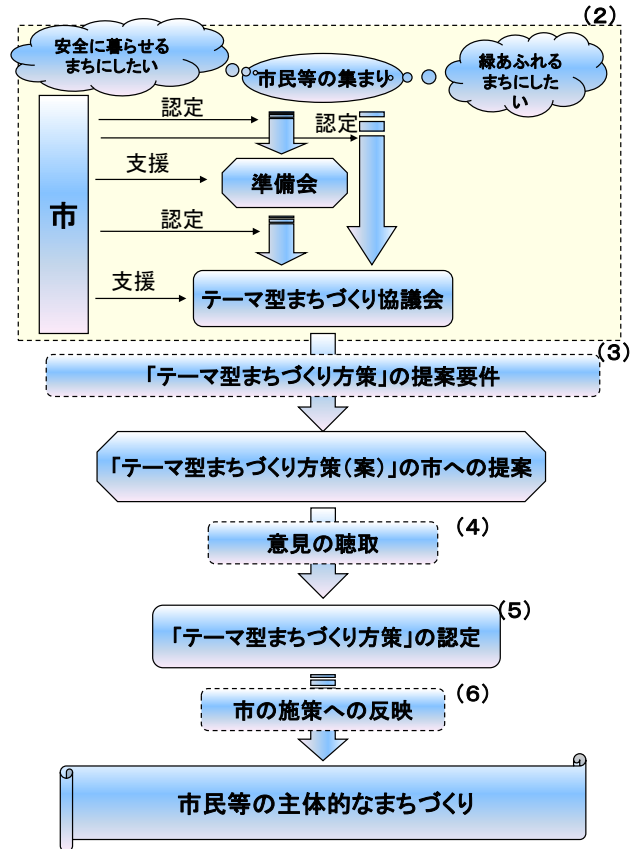 (2)
安全に暮らせる
まちにしたい
市民等の集まり
緑あふれる
まちにした
い
認定
認定
支援
準備会
市
認定
支援
テーマ型まちづくり協議会
(3)
「テーマ型まちづくり方策」の提案要件
「テーマ型まちづくり方策(案)」の市への提案
(4)
意見の聴取
(5)
「テーマ型まちづくり方策」の認定
(6)
市の施策への反映
市民等の主体的なまちづくり